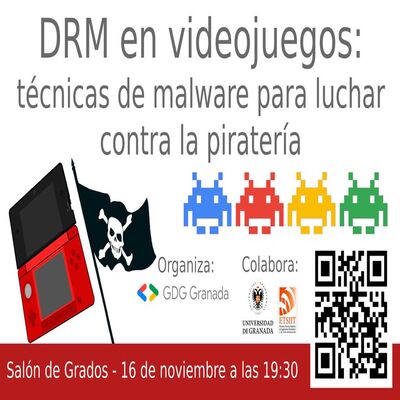 DRM en videojuegos:
técnicas de malware para luchar
contra la piratería
Organiza:
Colabora:
GDG Granada
UNIVERSIDAD
DE GRANADA
ETSIIT
Salón de Grados - 16 de noviembre a las 19:30